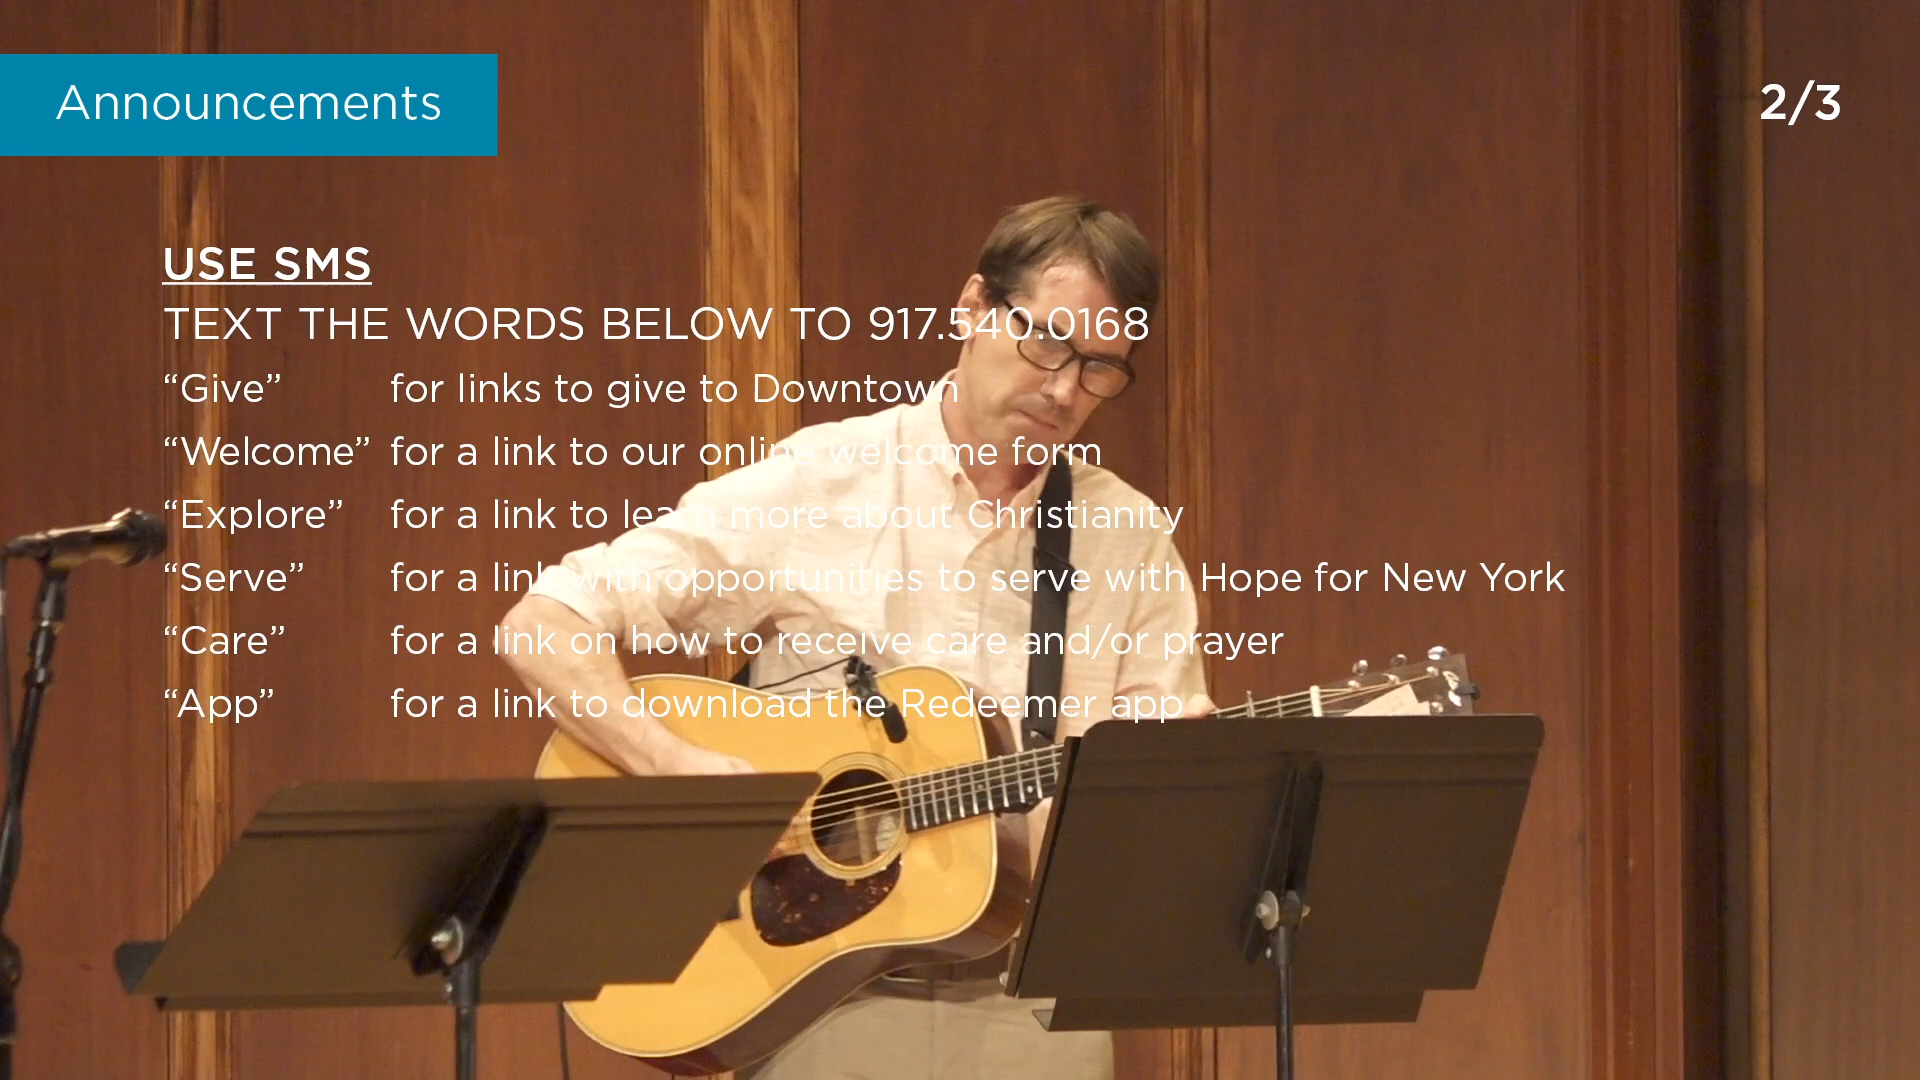 Announcements
2/3
USE SMS
TEXT THE WORDS BELOW TO 917.540.0168
“Give” for links to give to Downtown
“Welcome” for a link to our online welcome form
“Explore” for a link to learn more about Christianity
“Serve” for a link with opportunities to serve with Hope for New York
“Care” for a link on how to receive care and/or prayer
“App” for a link to download the Redeemer app